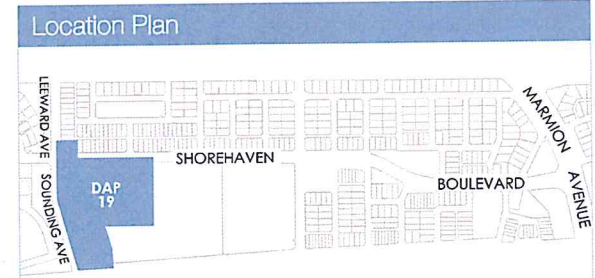 Location Plan
LEEWARD AVE
MARMION
AVENUE
SHOREHAVEN
BOULEVARD
DAP
19
SOUNDING AVE